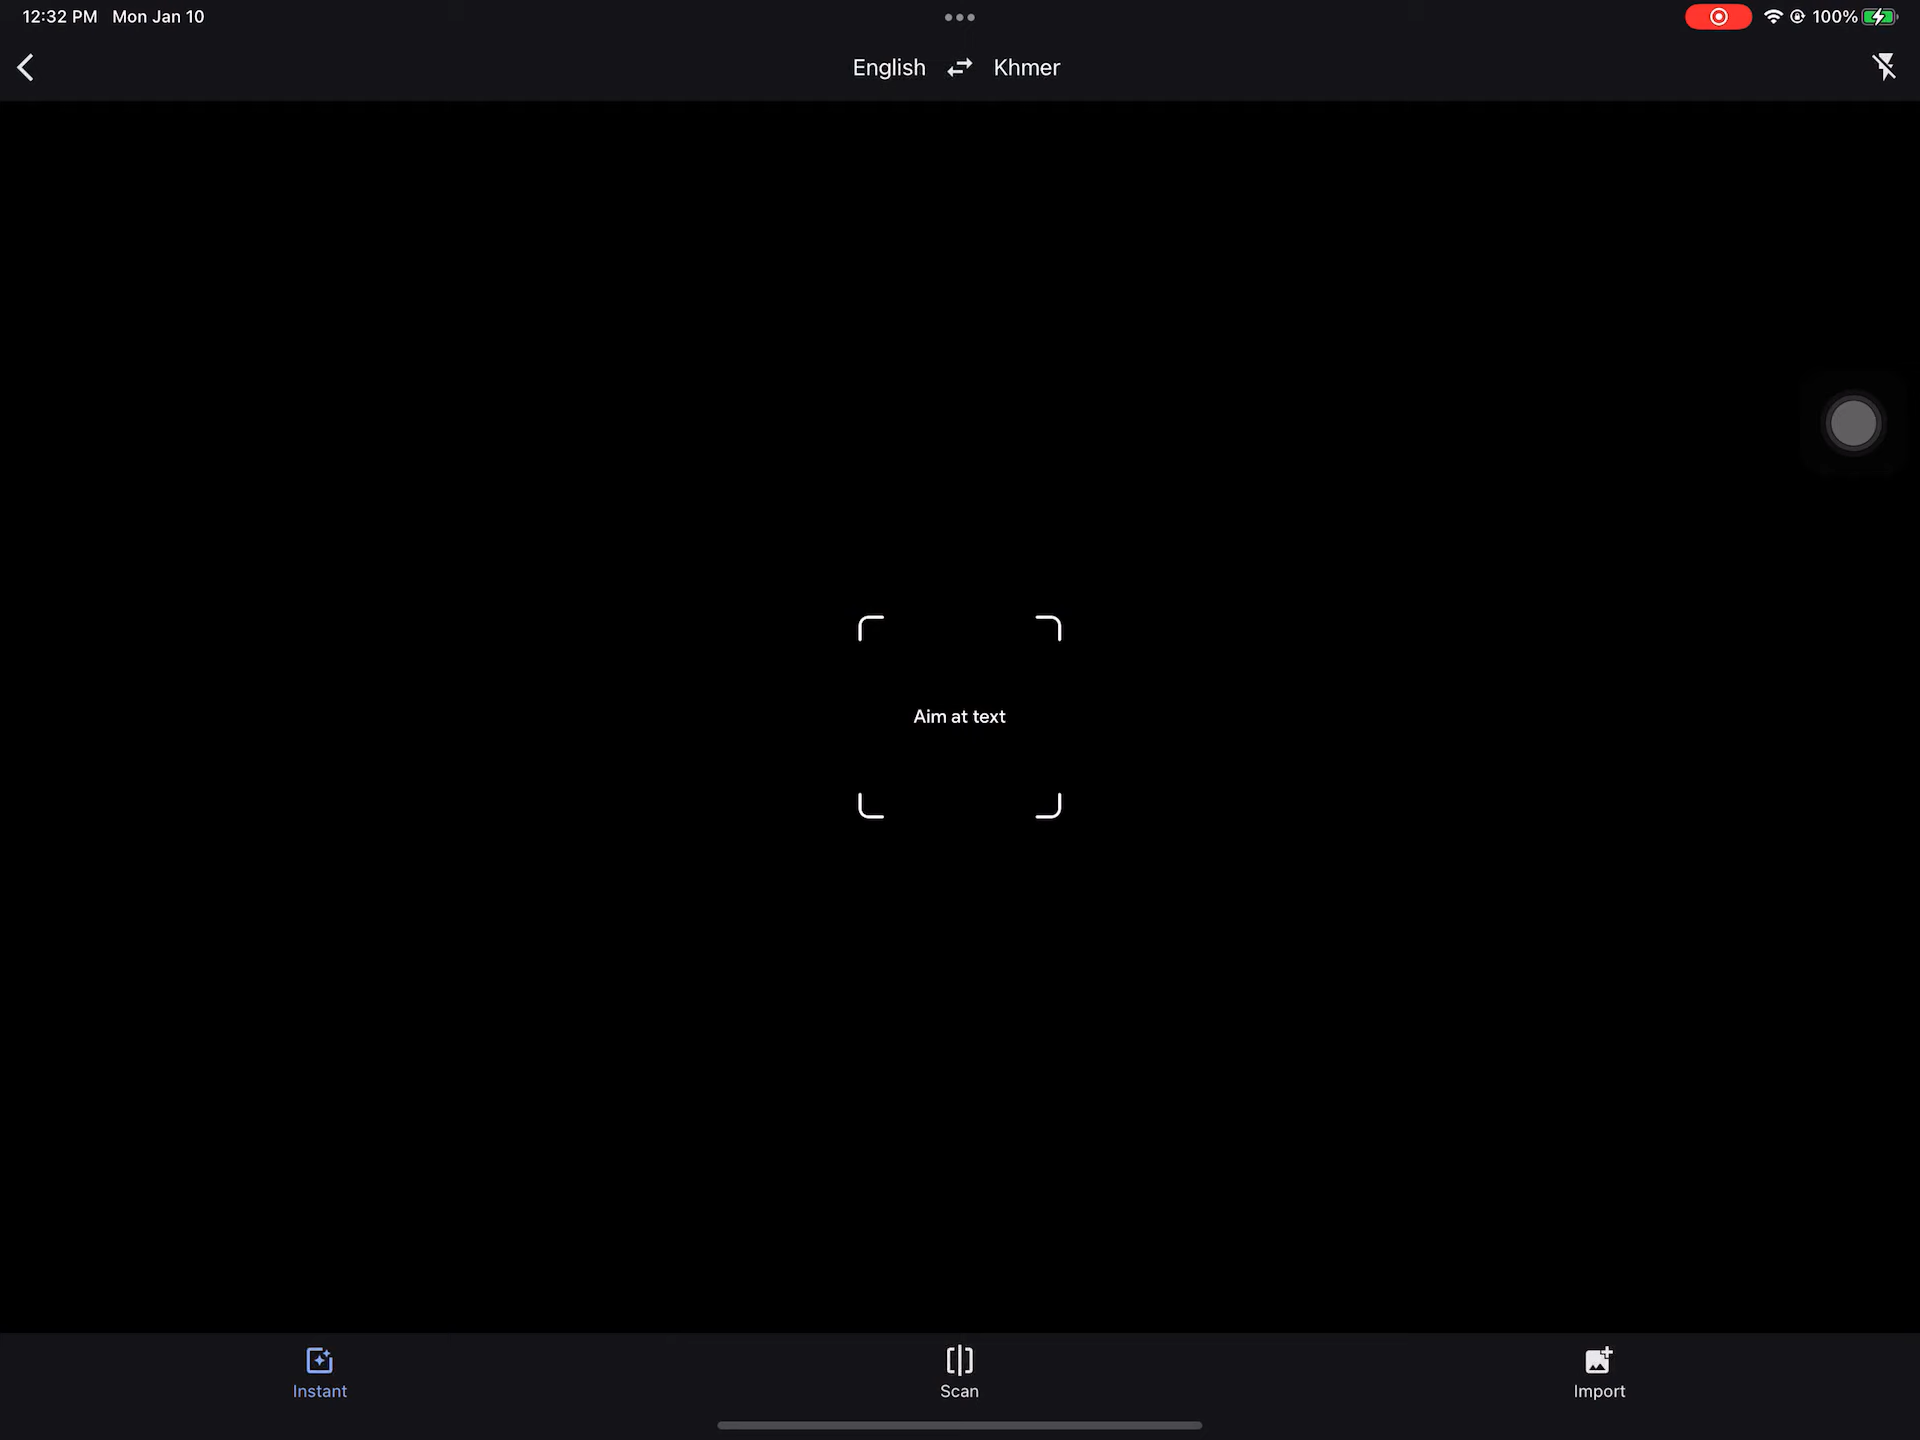 12:32 PM Mon Jan 10
100%
English Khmer
Aim at text
Instant
Scan
Import